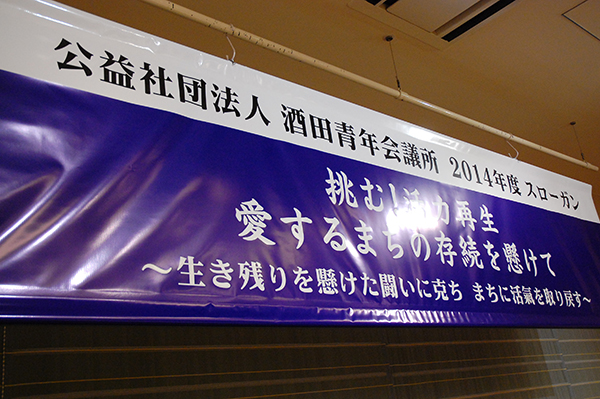 公益社団法人 酒田青年会議所 2014年度 スローガン
挑む!活力再生
愛するまちの存続を懸けて
～生き残りを懸けた闘いに克ち まちに活氣を取り戻す～